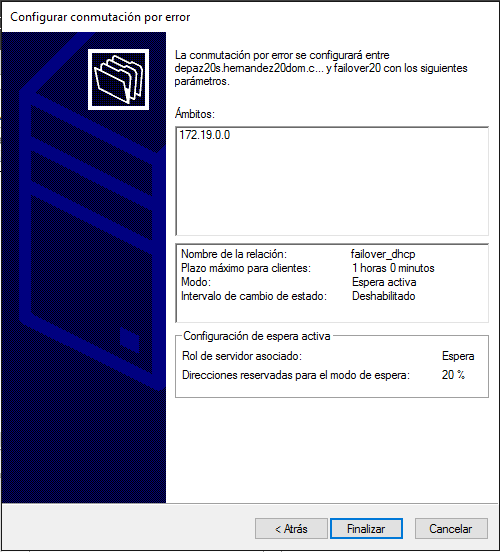 Configurar conmutación por error
La conmutación por error se configurará entre
depaz20s.hernandez20dom.c... y failover20 con los siguientes
parámetros.
Ámbitos:
172.19.0.0
Nombre de la relación: failover_dhcp
Plazo máximo para clientes: 1 horas 0 minutos
Modo: Espera activa
Intervalo de cambio de estado: Deshabilitado
Configuración de espera activa
Rol de servidor asociado: Espera
Direcciones reservadas para el modo de espera: 20 %
< Atrás Finalizar Cancelar